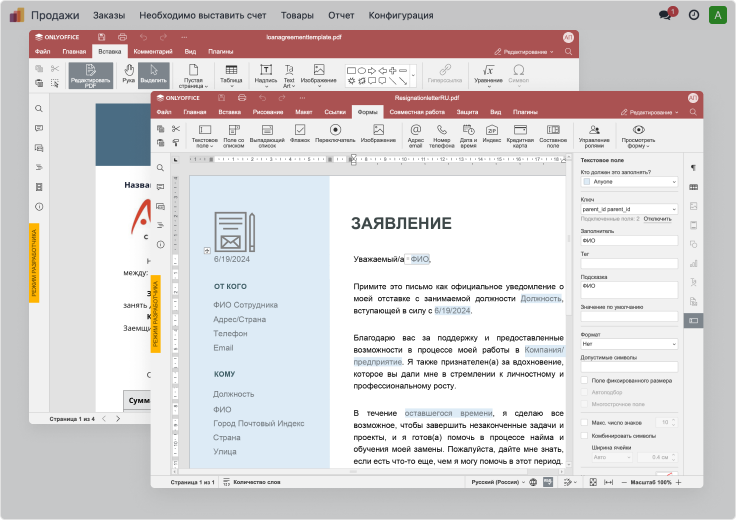 Продажи Заказы Необходимо выставить счет Товары Отчет Конфигурация 1 A
ONLYOFFICE loanagreementtemplate.pdf АП
Файл Главная Вставка Комментарий Вид Плагины Редактирование
Редактировать PDF Рука Выделить Пустая страница Таблица Надпись Text Art Изображение Гиперссылка Уравнение Символ
Назва
С
между:
занять
К
Заемщи
Сумм
РЕЖИМ РАЗРАБОТЧИКА
Страница 1 из 4
ONLYOFFICE ResignationletterRU.pdf АП
Файл Главная Вставка Рисование Макет Ссылки Формы Совместная работа Защита Вид Плагины Редактирование
Текстовое поле Поле со списком Выпадающий список Флажок Переключатель Изображение Адрес email Номер телефона Дата и время Индекс Кредитная карта Составное поле Управление ролями Просмотреть форму
ZIP
РЕЖИМ РАЗРАБОТЧИКА
6/19/2024
ОТ КОГО
ФИО Сотрудника
Адрес/Страна
Телефон
Email
КОМУ
Должность
ФИО
Город Почтовый Индекс
Страна
Улица
ЗАЯВЛЕНИЕ
Уважаемый/а ФИО,
Примите это письмо как официальное уведомление о
моей отставке с занимаемой должности Должность,
вступающей в силу с 6/19/2024.
Благодарю вас за поддержку и предоставленные
возможности в процессе моей работы в Компания/
предприятие. Я также признателен(а) за вдохновение,
которое вы дали мне в стремлении к личностному и
профессиональному росту.
В течение оставшегося времени, я сделаю все
возможное, чтобы завершить незаконченные задачи и
проекты, и я готов(а) помочь в процессе найма и
обучения моей замены. Пожалуйста, дайте мне знать,
если есть что-то еще, чем я могу помочь в этот период.
Текстовое поле
Кто должен это заполнять?
Anyone
Ключ
parent_id parent_id
Подключенные поля: 2 Отключить
Заполнитель
ФИО
Тег
Подсказка
ФИО
Значение по умолчанию
Формат
Нет
Допустимые символы
Поле фиксированного размера
Автоподбор
Многострочное поле
Макс. число знаков 10
Комбинировать символы
Ширина ячейки
Авто 0.4 см
Страница 1 из 1 Количество слов Русский (Россия) Масштаб 100%